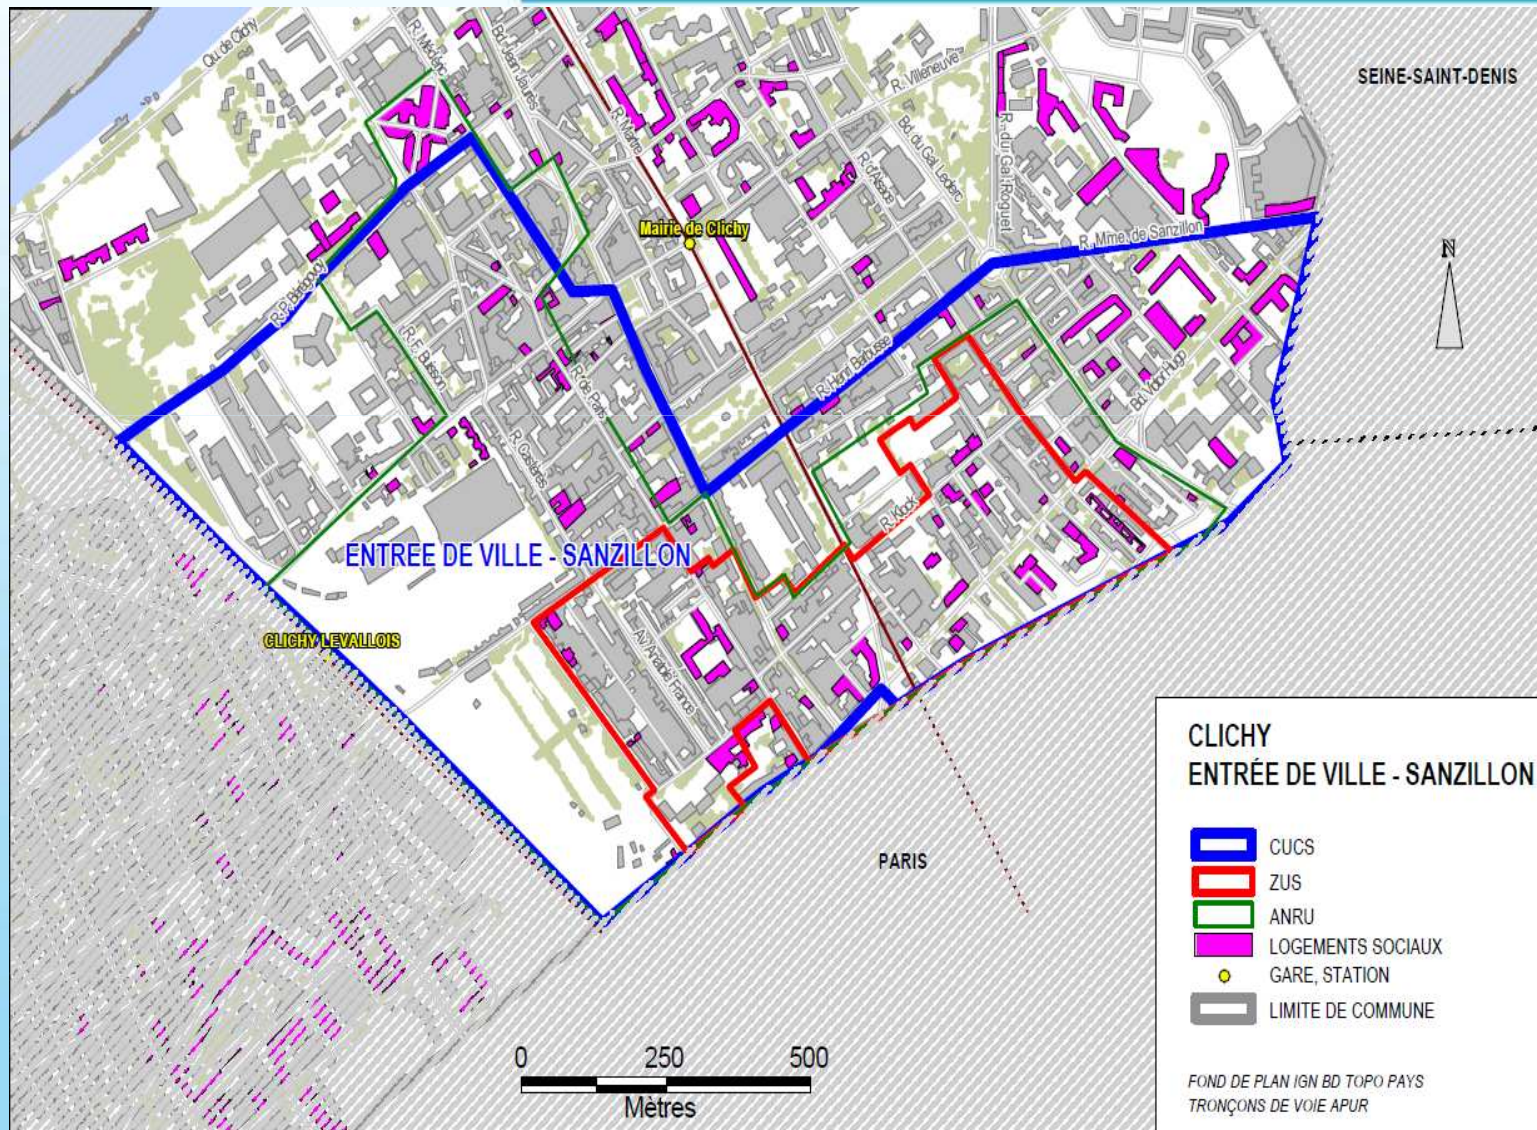 SEINE-SAINT-DENIS
Qu. de Clichy
R. Médéric
Bd. Jean Jaurès
R. Martre
R. Villeneuve
Bd. du Gal. Leclerc
R. d'Alsace
R. du Gal. Roguet
Mairie de Clichy
R. Mme. de Sanzillon
N
R. P. Bérégovoy
R. F. Buisson
R. de Paris
R. Henri Barbusse
Bd. Victor Hugo
R. Castères
R. Klock
ENTREE DE VILLE - SANZILLON
CLICHY LEVALLOIS
Av. Anatole France
PARIS
CLICHY
ENTRÉE DE VILLE - SANZILLON
CUCS
ZUS
ANRU
LOGEMENTS SOCIAUX
GARE, STATION
LIMITE DE COMMUNE
0 250 500
Mètres
FOND DE PLAN IGN BD TOPO PAYS
TRONÇONS DE VOIE APUR